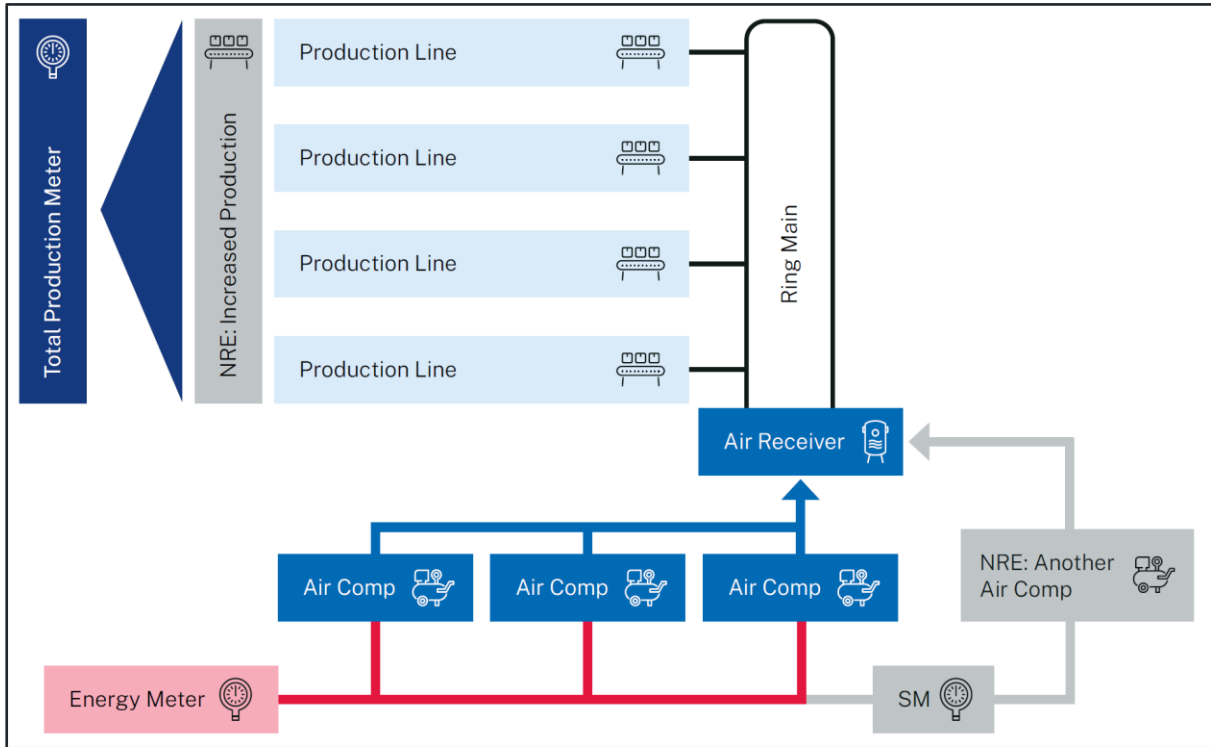 Total Production Meter
NRE: Increased Production
Production Line
Production Line
Production Line
Production Line
Ring Main
Air Receiver
Air Comp
Air Comp
Air Comp
NRE: Another
Air Comp
Energy Meter
SM